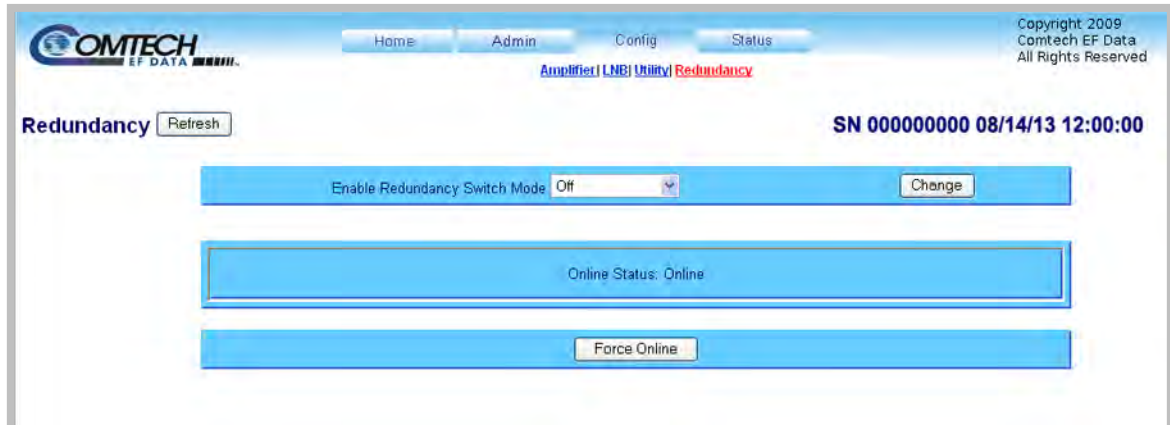 COMTECH
EF DATA
Home Admin Config Status
Copyright 2009
Comtech EF Data
All Rights Reserved
Amplifier| LNB| Utility| Redundancy
Redundancy Refresh
SN 000000000 08/14/13 12:00:00
Enable Redundancy Switch Mode Off Change
Online Status: Online
Force Online